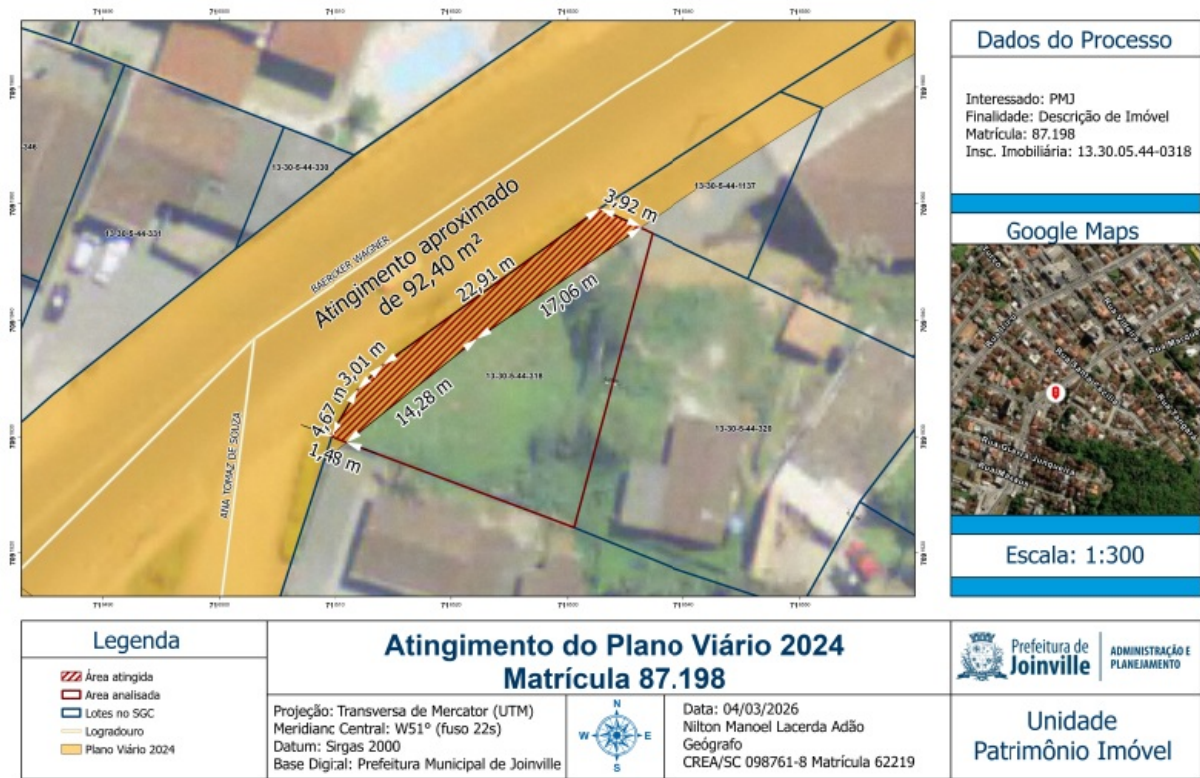 Dados do Processo
Interessado: PMJ
Finalidade: Descrição de Imóvel
Matrícula: 87.198
Insc. Imobiliária: 13.30.05.44-0318
Google Maps
Escala: 1:300
13-30-5-44-330
13-30-5-44-331
13-30-5-44-1137
13-30-5-44-318
13-30-5-44-320
BAERCKER WAGNER
ANA TOMAZ DE SOUZA
Atingimento aproximado
de 92,40 m²
3,92 m
22,91 m
17,06 m
3,01 m
4,67 m
14,28 m
1,48 m
Legenda
Área atingida
Area analisada
Lotes no SGC
Logradouro
Plano Viário 2024
Atingimento do Plano Viário 2024
Matrícula 87.198
Projeção: Transversa de Mercator (UTM)
Meridianc Central: W51° (fuso 22s)
Datum: Sirgas 2000
Base Digital: Prefeitura Municipal de Joinville
N
W
E
S
Data: 04/03/2026
Nilton Manoel Lacerda Adão
Geógrafo
CREA/SC 098761-8 Matrícula 62219
Prefeitura de
Joinville
ADMINISTRAÇÃO E
PLANEJAMENTO
Unidade
Patrimônio Imóvel